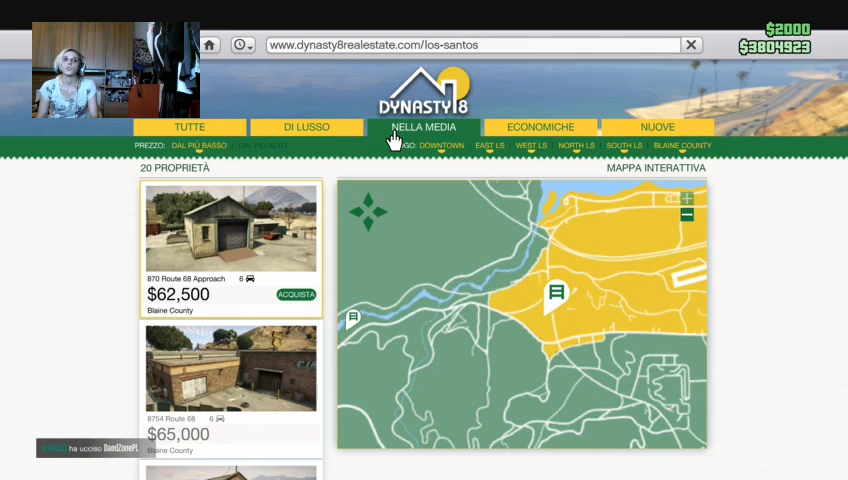 www.dynasty8realestate.com/los-santos
$2000
$3804923
DYNASTY8
TUTTE
DI LUSSO
NELLA MEDIA
ECONOMICHE
NUOVE
PREZZO: DAL PIÙ BASSO | DAL PIÙ ALTO
GO: DOWNTOWN | EAST LS | WEST LS | NORTH LS | SOUTH LS | BLAINE COUNTY
20 PROPRIETÀ
MAPPA INTERATTIVA
870 Route 68 Approach 6
$62,500
ACQUISTA
Blaine County
8754 Route 68 6
$65,000
Blaine County
ha ucciso DaedZonePL